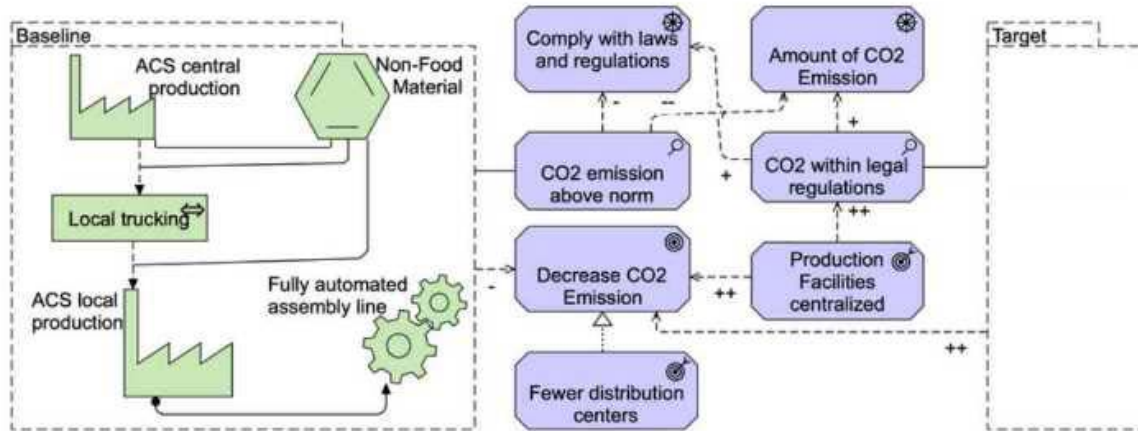 Baseline
ACS central
production
Non-Food
Material
Local trucking
ACS local
production
Fully automated
assembly line
Comply with laws
and regulations
Amount of CO2
Emission
-
--
+
+
CO2 emission
above norm
CO2 within legal
regulations
++
Decrease CO2
Emission
-
++
Production
Facilities
centralized
++
Fewer distribution
centers
Target